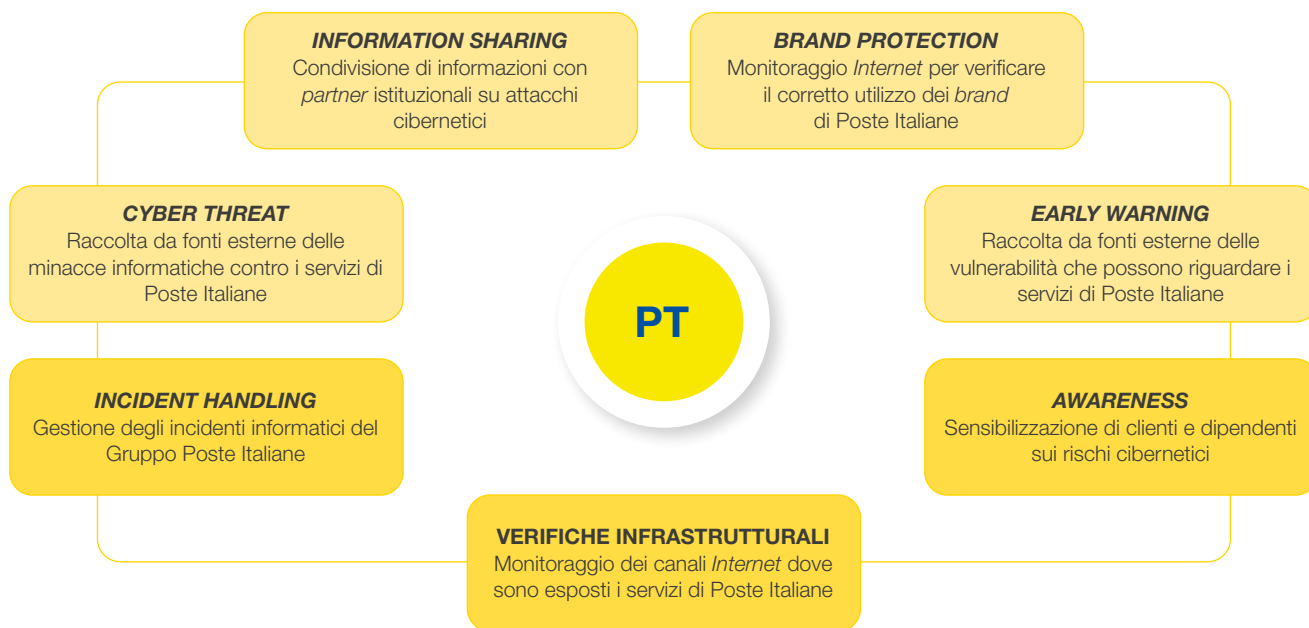 INFORMATION SHARING
Condivisione di informazioni con
partner istituzionali su attacchi
cibernetici
BRAND PROTECTION
Monitoraggio Internet per verificare
il corretto utilizzo dei brand
di Poste Italiane
CYBER THREAT
Raccolta da fonti esterne delle
minacce informatiche contro i servizi di
Poste Italiane
EARLY WARNING
Raccolta da fonti esterne delle
vulnerabilità che possono riguardare i
servizi di Poste Italiane
PT
INCIDENT HANDLING
Gestione degli incidenti informatici del
Gruppo Poste Italiane
AWARENESS
Sensibilizzazione di clienti e dipendenti
sui rischi cibernetici
VERIFICHE INFRASTRUTTURALI
Monitoraggio dei canali Internet dove
sono esposti i servizi di Poste Italiane